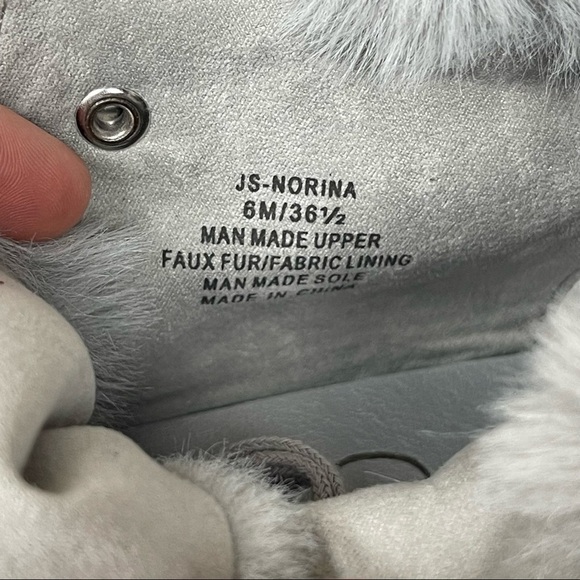 JS-NORINA
6M/36½
MAN MADE UPPER
FAUX FUR/FABRIC LINING
MAN MADE SOLE
MADE IN CHINA